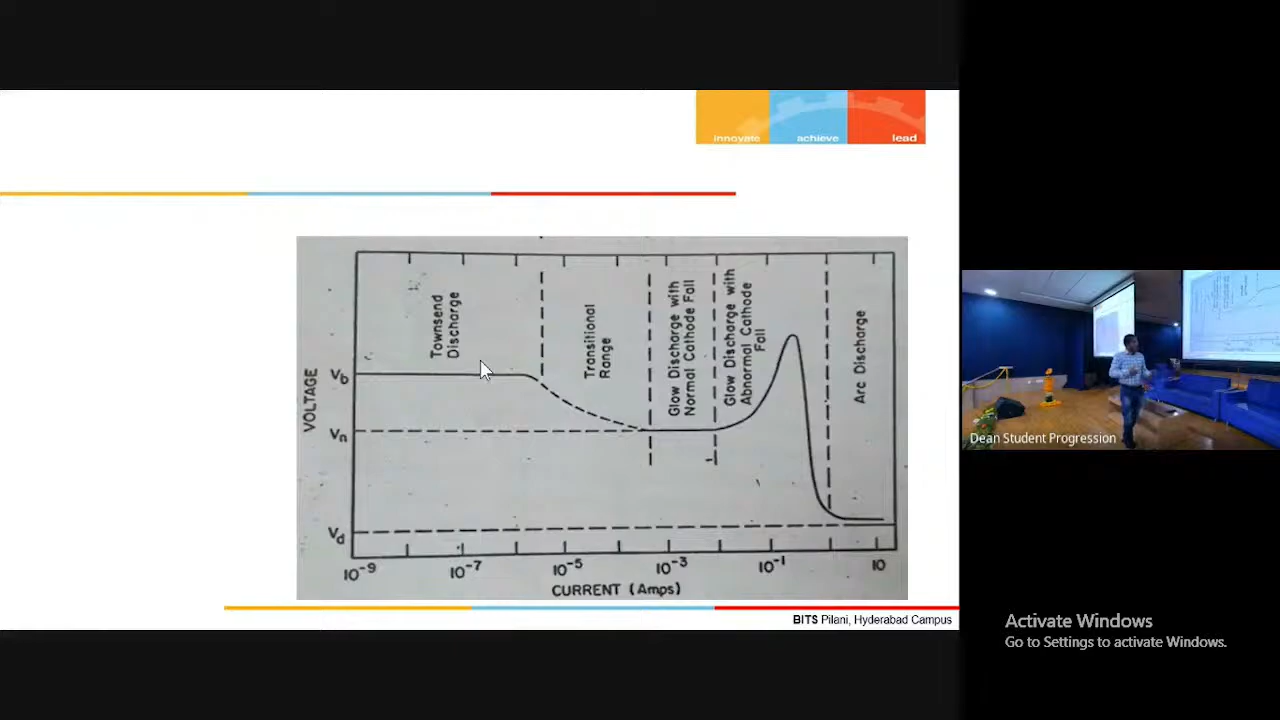 innovate achieve lead
Townsend
Discharge
Transitional
Range
Glow Discharge with
Normal Cathode Fall
Glow Discharge with
Abnormal Cathode
Fall
Arc Discharge
VOLTAGE
Vb
Vn
Vd
10-9 10-7 10-5 10-3 10-1 10
CURRENT (Amps)
BITS Pilani, Hyderabad Campus
Dean Student Progression
Activate Windows
Go to Settings to activate Windows.